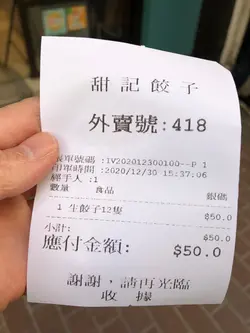 甜記餃子
外賣號:418
單號碼 :IV202012300100--P 1
印單時間:2020/12/30 15:37:06
經手人:1
數量 食品 銀碼
1 生餃子12隻 $50.0
小計: $50.0
應付金額: $50.0
謝謝,請再光臨
收據